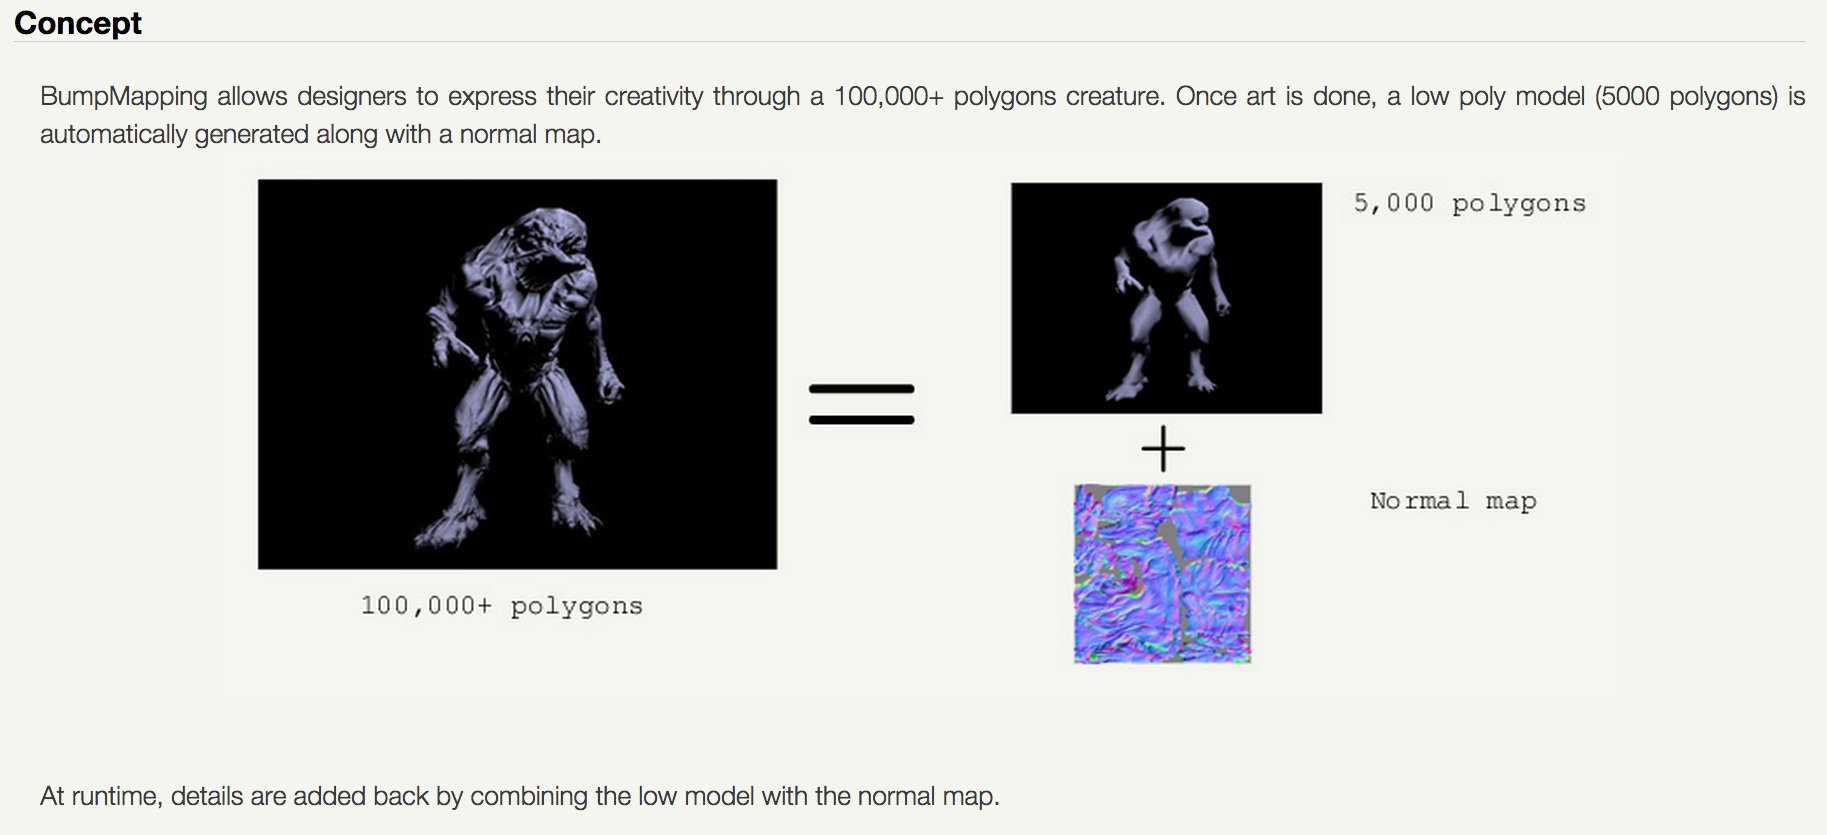 Concept
BumpMapping allows designers to express their creativity through a 100,000+ polygons creature. Once art is done, a low poly model (5000 polygons) is
automatically generated along with a normal map.
5,000 polygons
Normal map
100,000+ polygons
At runtime, details are added back by combining the low model with the normal map.